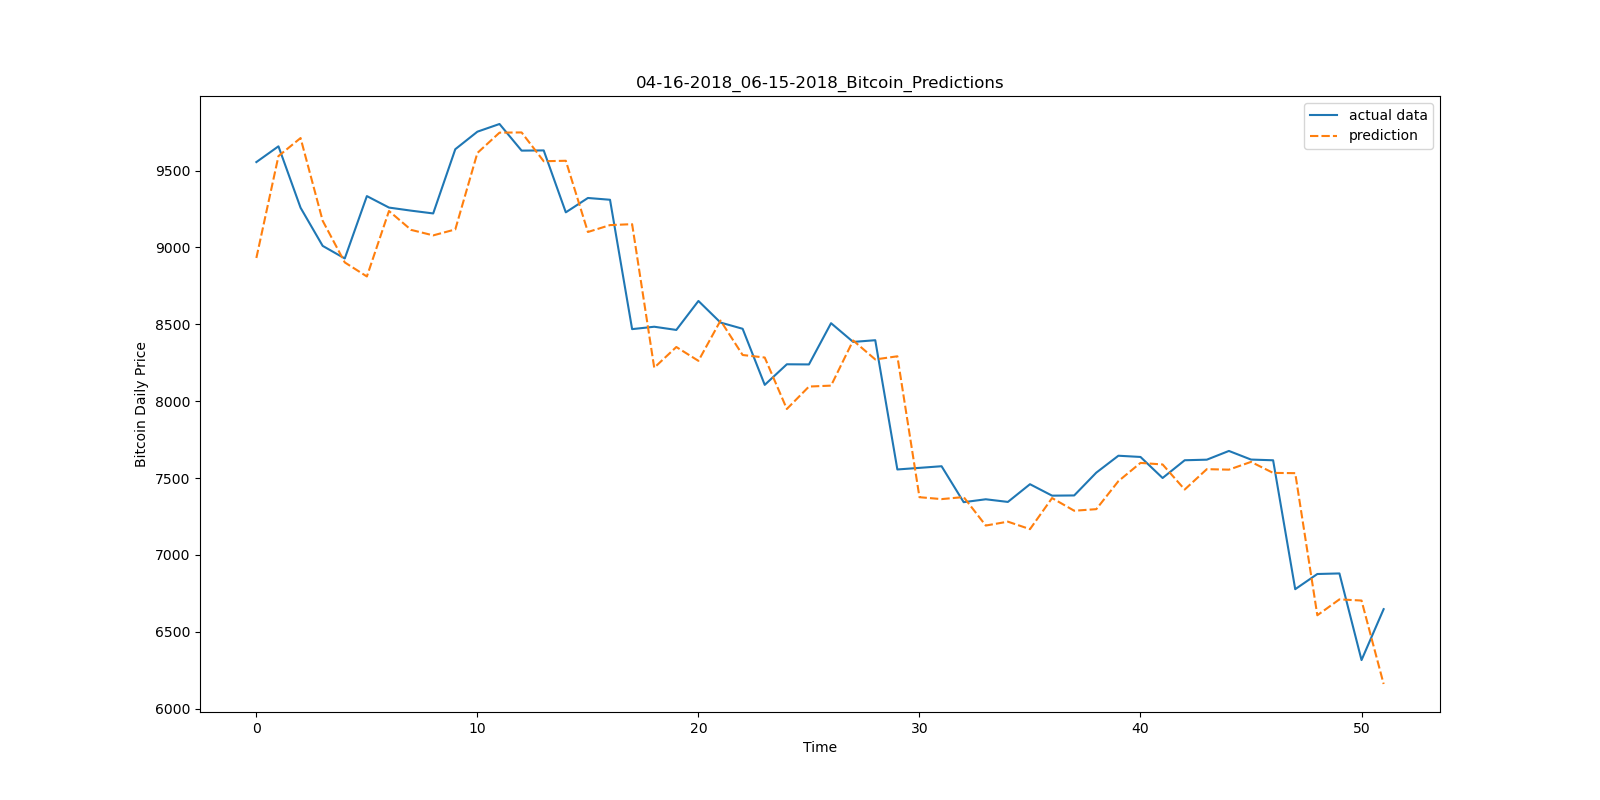 04-16-2018_06-15-2018_Bitcoin_Predictions
actual data
prediction
Bitcoin Daily Price
9500
9000
8500
8000
7500
7000
6500
6000
0 10 20 30 40 50
Time